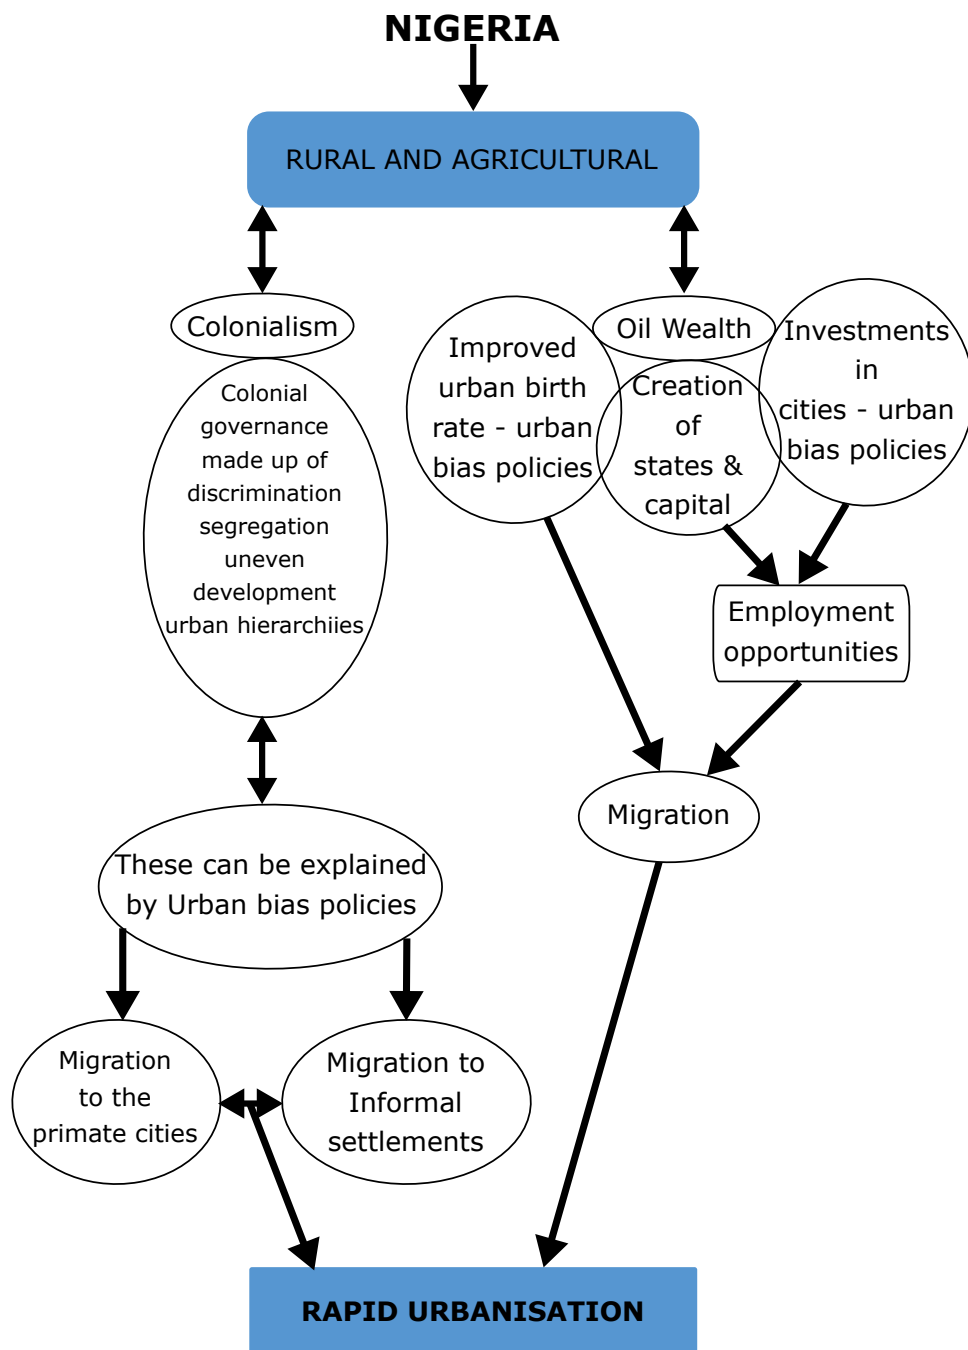 NIGERIA
RURAL AND AGRICULTURAL
Colonialism
Colonial
governance
made up of
discrimination
segregation
uneven
development
urban hierarchiies
These can be explained
by Urban bias policies
Migration
to the
primate cities
Migration to
Informal
settlements
Oil Wealth
Improved
urban birth
rate - urban
bias policies
Creation
of
states &
capital
Investments
in
cities - urban
bias policies
Employment
opportunities
Migration
RAPID URBANISATION